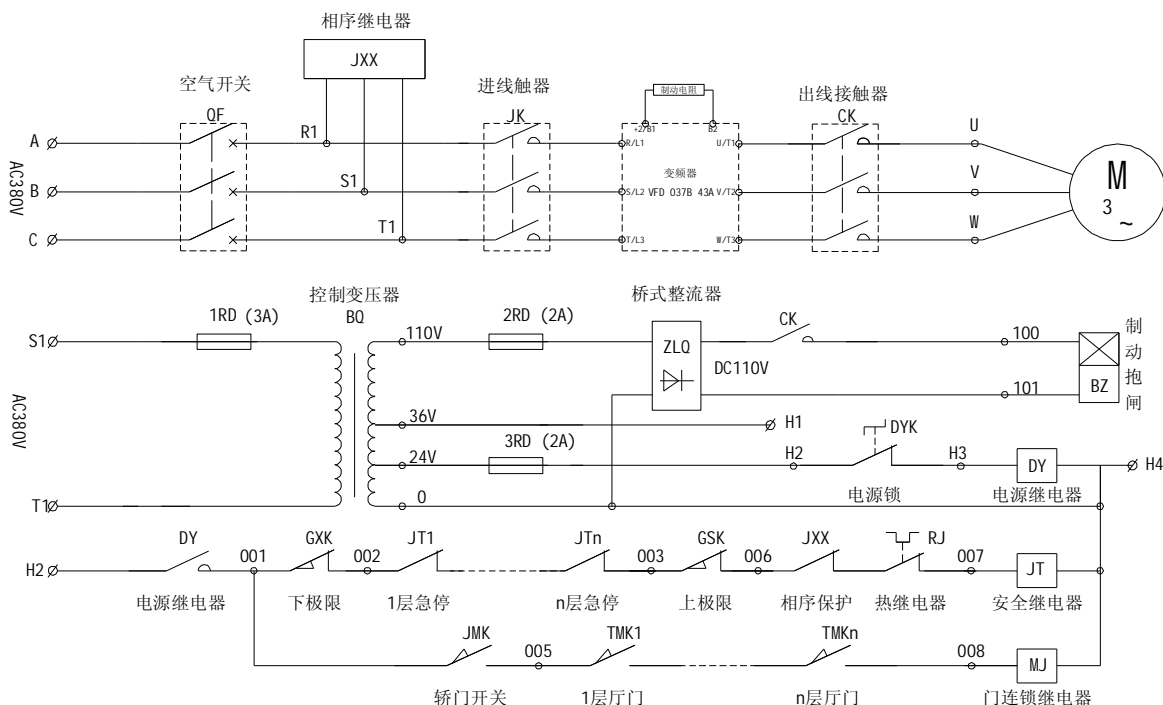 相序继电器
JXX
空气开关
QF
进线触器
JK
制动电阻
出线接触器
CK
+2/B1
B2
A
R1
R/L1
U/T1
U
AC380V
B
S1
S/L2
变频器
VFD 037B 43A
V/T2
V
M
3
~
C
T1
T/L3
W/T3
W
控制变压器
BQ
桥式整流器
1RD (3A)
2RD (2A)
S1
110V
ZLQ
CK
100
制动抱闸
DC110V
101
BZ
AC380V
36V
H1
3RD (2A)
DYK
24V
H2
H3
DY
H4
电源锁
电源继电器
T1
0
H2
DY
001
GXK
002
JT1
JTn
003
GSK
006
JXX
RJ
007
JT
电源继电器
下极限
1层急停
n层急停
上极限
相序保护
热继电器
安全继电器
JMK
005
TMK1
TMKn
008
MJ
轿门开关
1层厅门
n层厅门
门连锁继电器